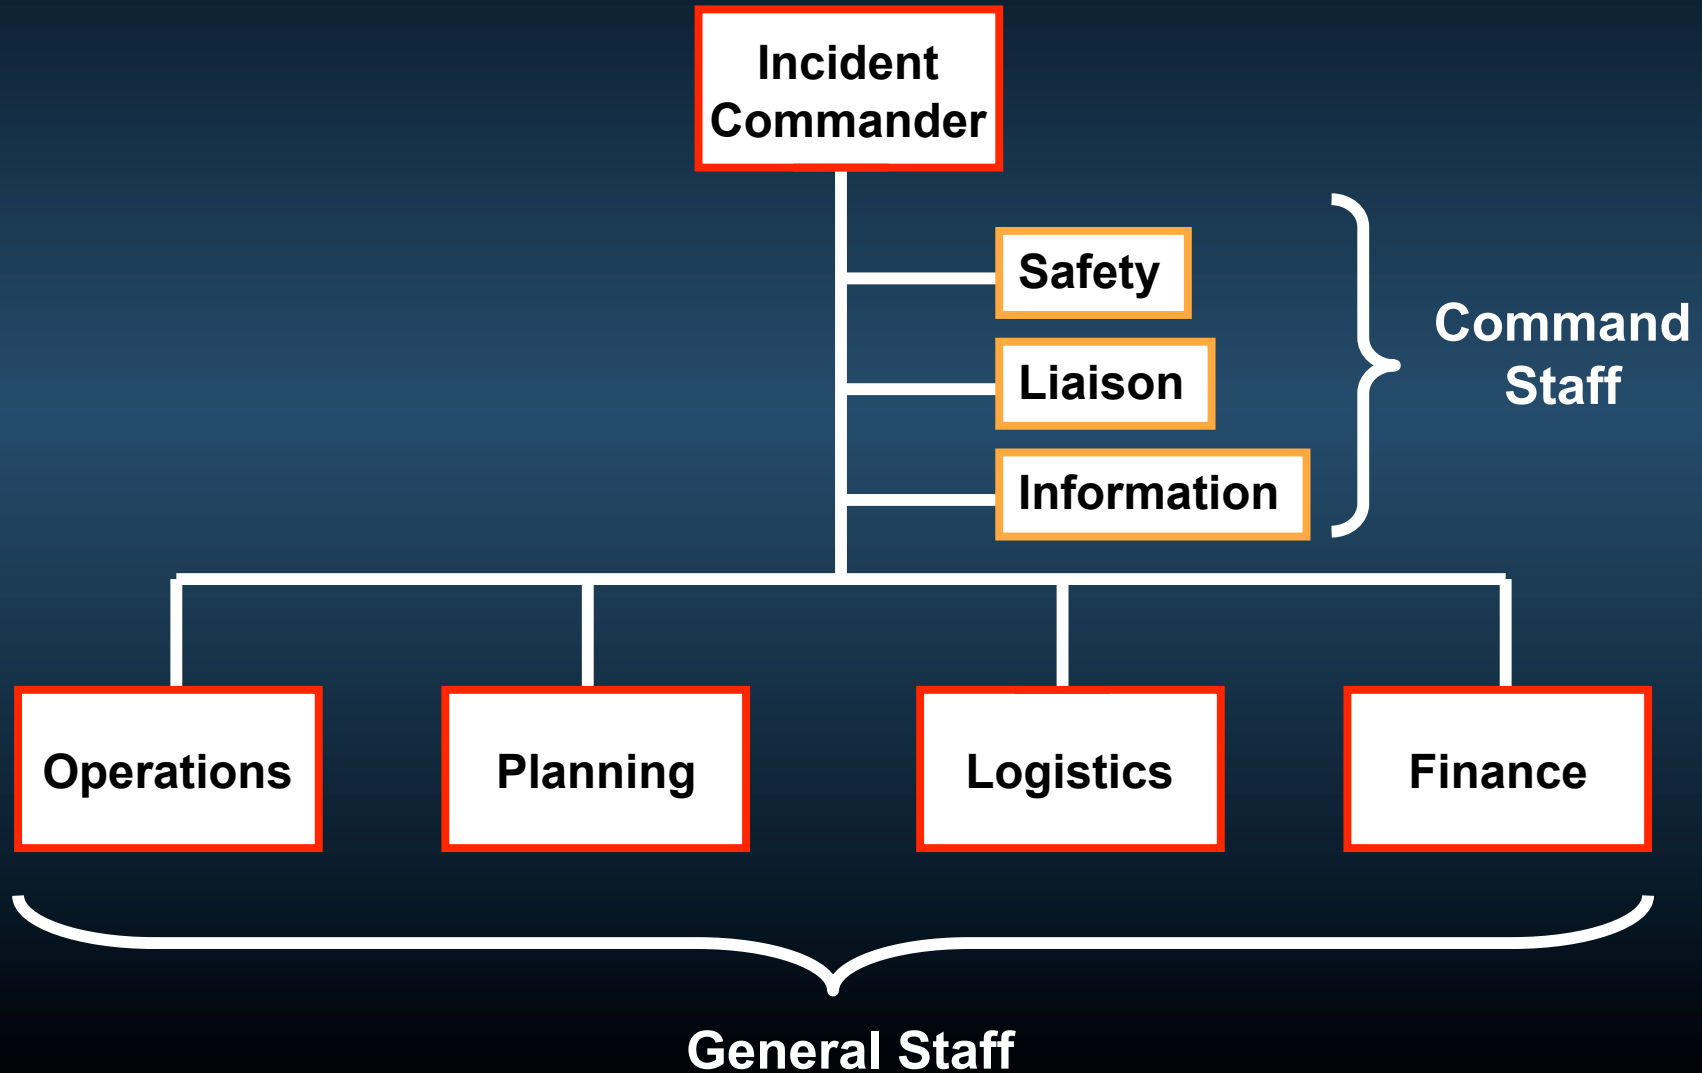 Incident
Commander
Safety
Liaison
Information
Command
Staff
Operations
Planning
Logistics
Finance
General Staff